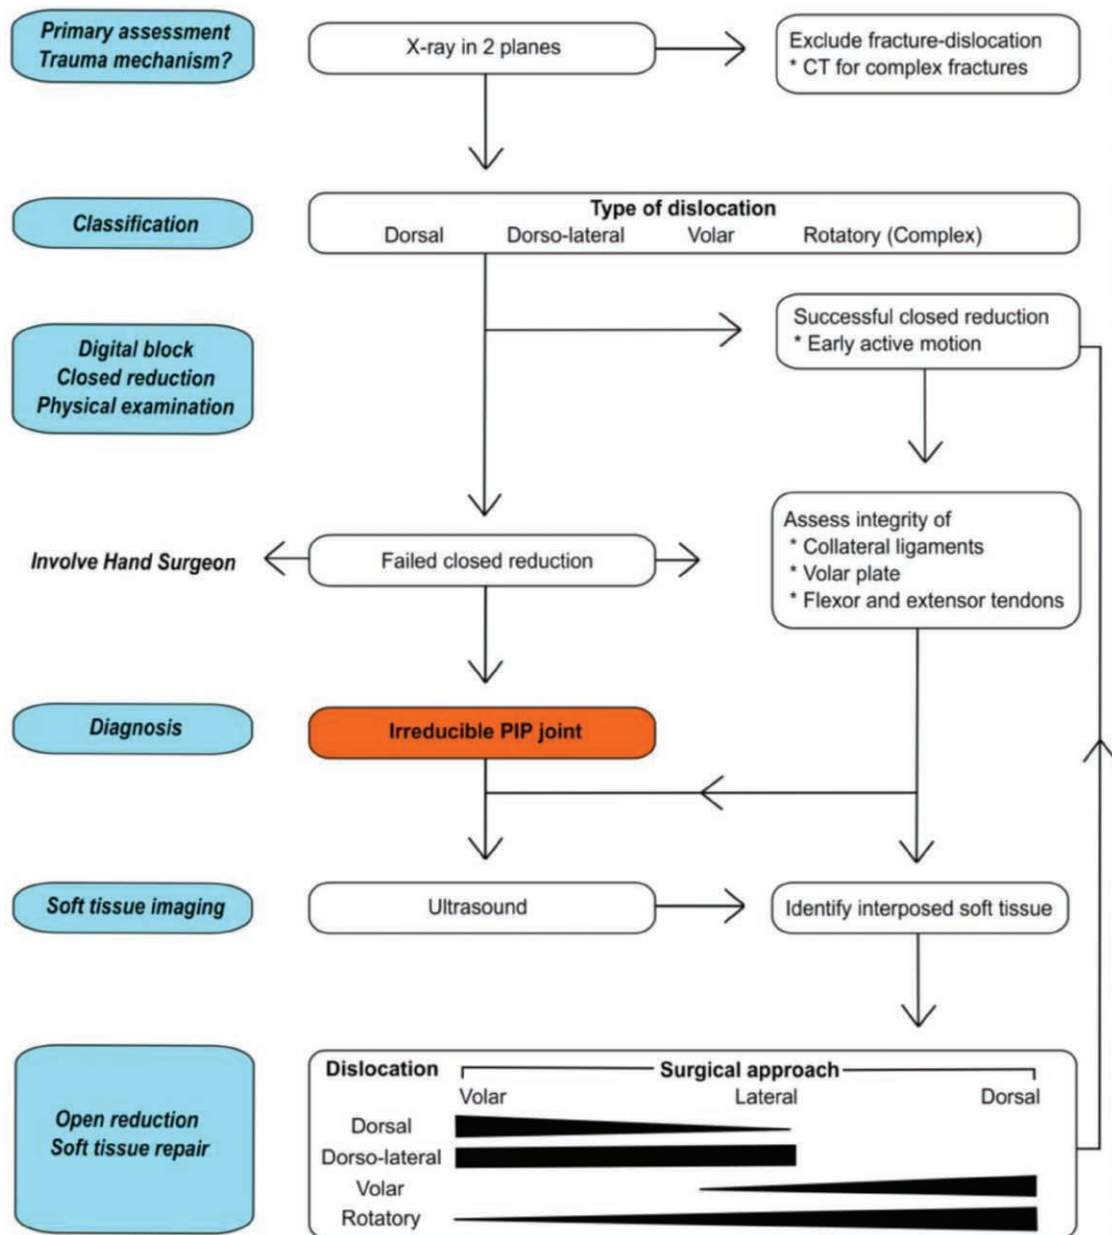 Primary assessment
Trauma mechanism?
X-ray in 2 planes
Exclude fracture-dislocation
* CT for complex fractures
Classification
Type of dislocation
Dorsal Dorso-lateral Volar Rotatory (Complex)
Digital block
Closed reduction
Physical examination
Successful closed reduction
* Early active motion
Involve Hand Surgeon
Failed closed reduction
Assess integrity of
* Collateral ligaments
* Volar plate
* Flexor and extensor tendons
Diagnosis
Irreducible PIP joint
Soft tissue imaging
Ultrasound
Identify interposed soft tissue
Open reduction
Soft tissue repair
Dislocation Surgical approach
Volar Lateral Dorsal
Dorsal
Dorso-lateral
Volar
Rotatory